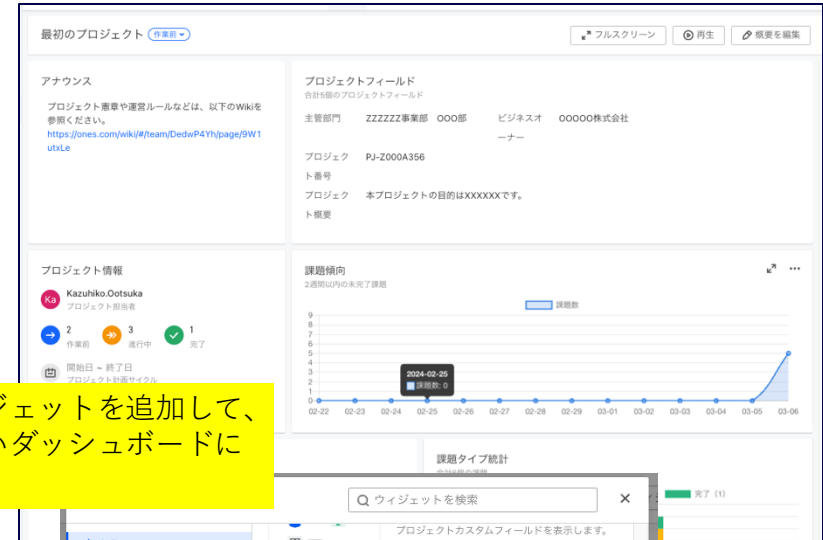 最初のプロジェクト 作業前
フルスクリーン 再生 概要を編集
アナウンス
プロジェクト憲章や運営ルールなどは、以下のWikiを
参照ください。
https://ones.com/wiki/#/team/DedwP4Yh/page/9W1
utxLe
プロジェクトフィールド
合計5個のプロジェクトフィールド
主管部門 ZZZZZZ事業部 OOO部 ビジネスオ OOOOO株式会社
ーナー
プロジェク PJ-Z000A356
ト番号
プロジェク 本プロジェクトの目的はXXXXXXです。
ト概要
プロジェクト情報
Ka Kazuhiko.Ootsuka
プロジェクト担当者
2 3 1
作業前 進行中 完了
開始日 ~ 終了日
プロジェクト計画サイクル
課題傾向
2週間以内の未完了課題
課題数
9
8
7
6
5
4
3
2
1
0
2024-02-25
課題数: 0
02-22 02-23 02-24 02-25 02-26 02-27 02-28 02-29 03-01 03-02 03-03 03-04 03-05 03-06
ジェットを追加して、
いダッシュボードに
課題タイプ統計
完了 (1)
ウィジェットを検索
プロジェクトカスタムフィールドを表示します。